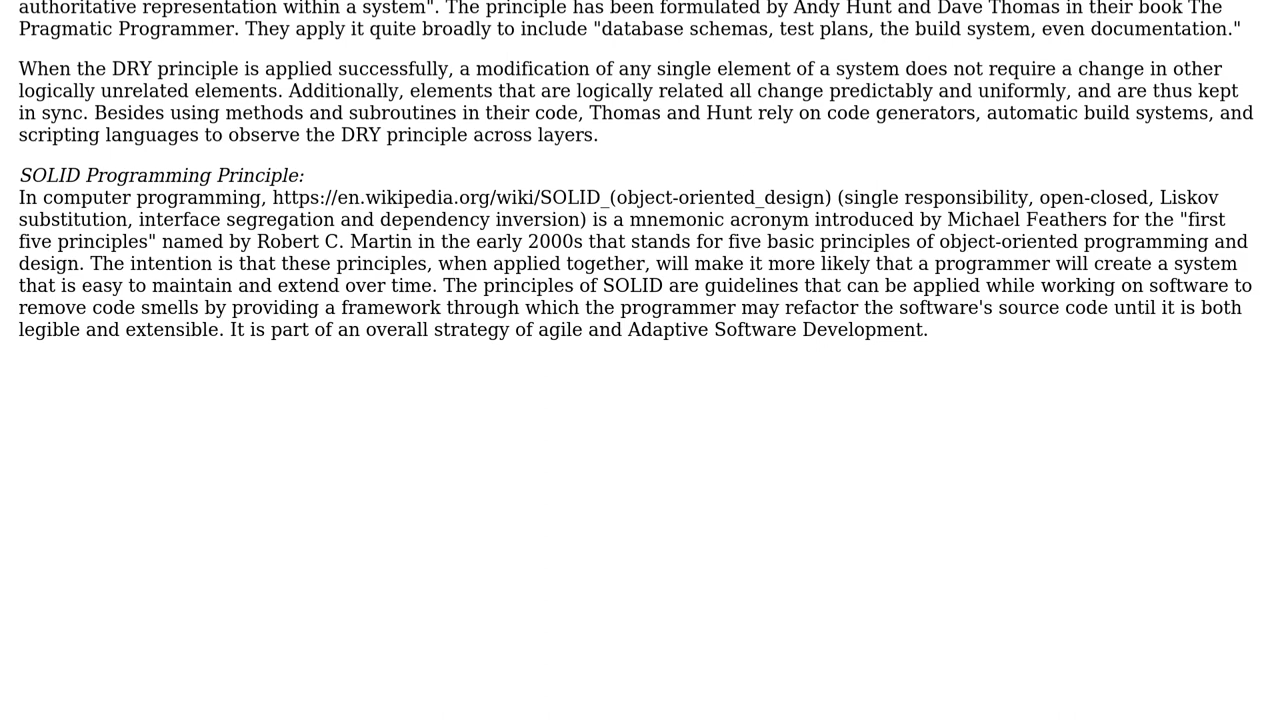 authoritative representation within a system". The principle has been formulated by Andy Hunt and Dave Thomas in their book The
Pragmatic Programmer. They apply it quite broadly to include "database schemas, test plans, the build system, even documentation."
When the DRY principle is applied successfully, a modification of any single element of a system does not require a change in other
logically unrelated elements. Additionally, elements that are logically related all change predictably and uniformly, and are thus kept
in sync. Besides using methods and subroutines in their code, Thomas and Hunt rely on code generators, automatic build systems, and
scripting languages to observe the DRY principle across layers.
SOLID Programming Principle:
In computer programming, https://en.wikipedia.org/wiki/SOLID_(object-oriented_design) (single responsibility, open-closed, Liskov
substitution, interface segregation and dependency inversion) is a mnemonic acronym introduced by Michael Feathers for the "first
five principles" named by Robert C. Martin in the early 2000s that stands for five basic principles of object-oriented programming and
design. The intention is that these principles, when applied together, will make it more likely that a programmer will create a system
that is easy to maintain and extend over time. The principles of SOLID are guidelines that can be applied while working on software to
remove code smells by providing a framework through which the programmer may refactor the software's source code until it is both
legible and extensible. It is part of an overall strategy of agile and Adaptive Software Development.